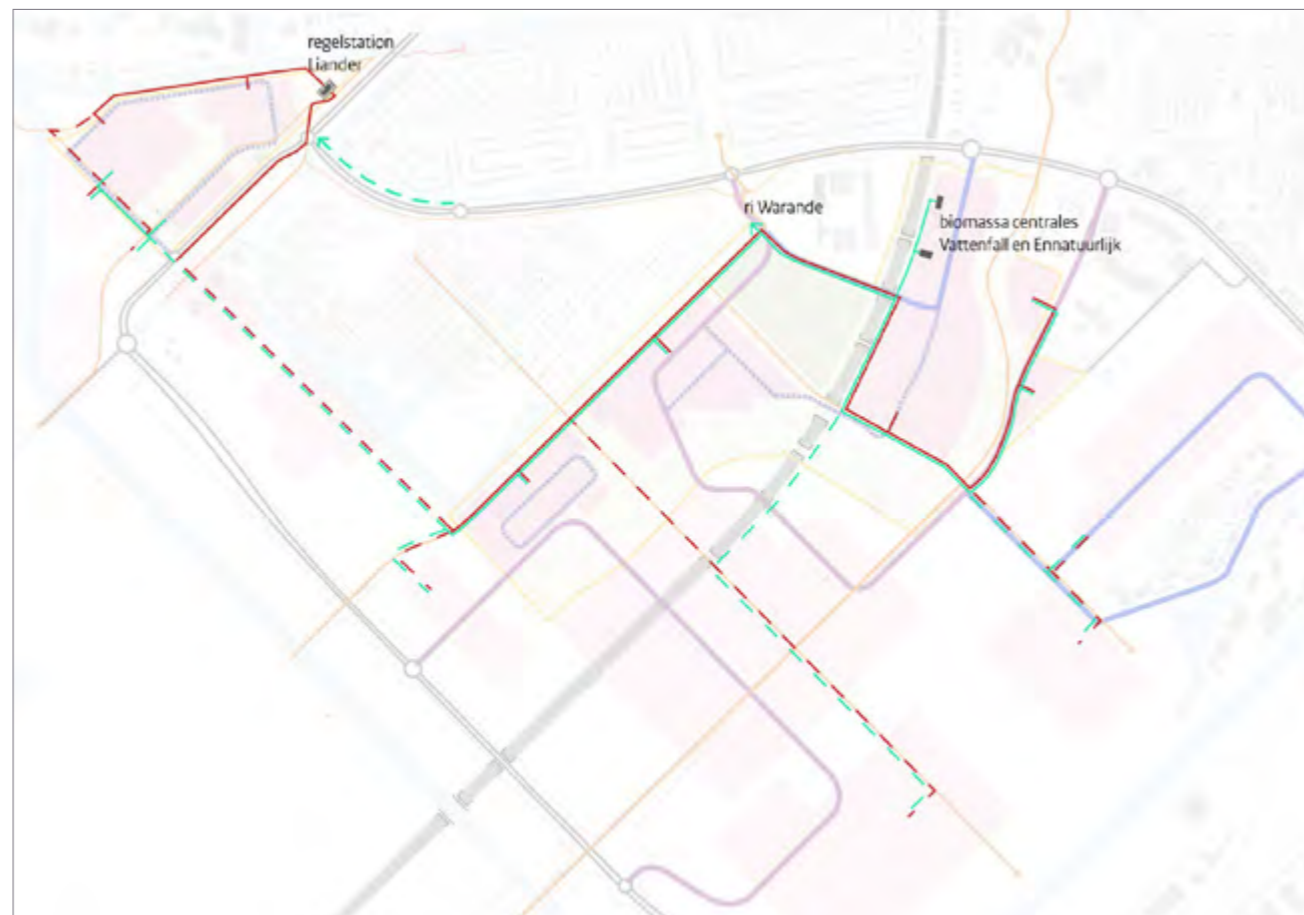 regelstation
Liander
ri Warande
biomassa centrales
Vattenfall en Ennatuurlijk